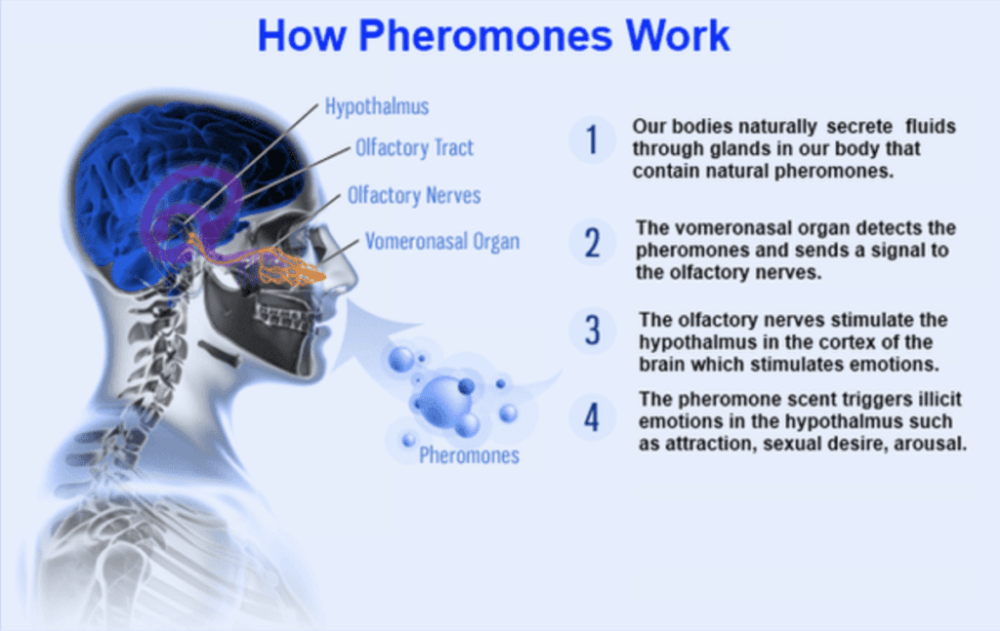 How Pheromones Work
Hypothalmus
Olfactory Tract
Olfactory Nerves
Vomeronasal Organ
Pheromones
1
Our bodies naturally secrete fluids
through glands in our body that
contain natural pheromones.
2
The vomeronasal organ detects the
pheromones and sends a signal to
the olfactory nerves.
3
The olfactory nerves stimulate the
hypothalmus in the cortex of the
brain which stimulates emotions.
4
The pheromone scent triggers illicit
emotions in the hypothalmus such
as attraction, sexual desire, arousal.